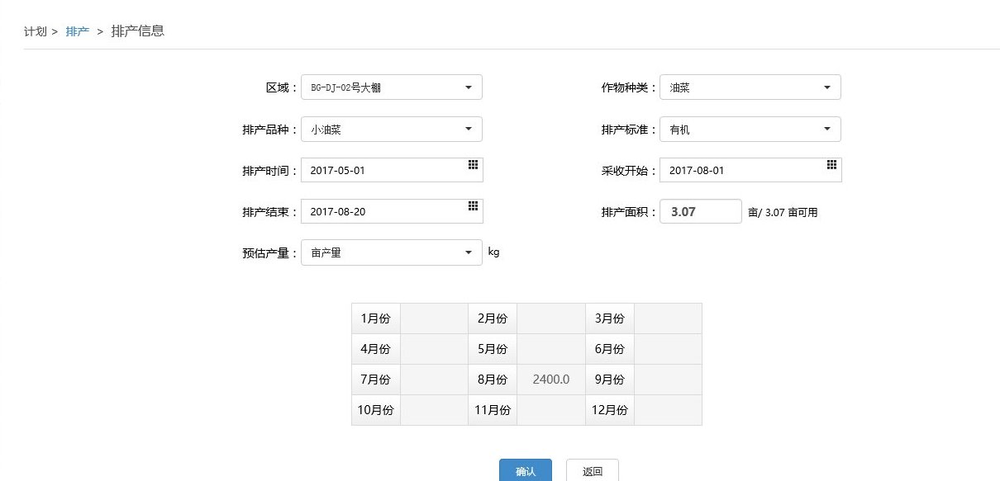 计划 > 排产 > 排产信息
区域： BG-DJ-02号大棚 作物种类： 油菜
排产品种： 小油菜 排产标准： 有机
排产时间： 2017-05-01 采收开始： 2017-08-01
排产结束： 2017-08-20 排产面积： 3.07 亩/ 3.07 亩可用
预估产量： 亩产量 kg
1月份 2月份 3月份
4月份 5月份 6月份
7月份 8月份 2400.0 9月份
10月份 11月份 12月份
确认 返回